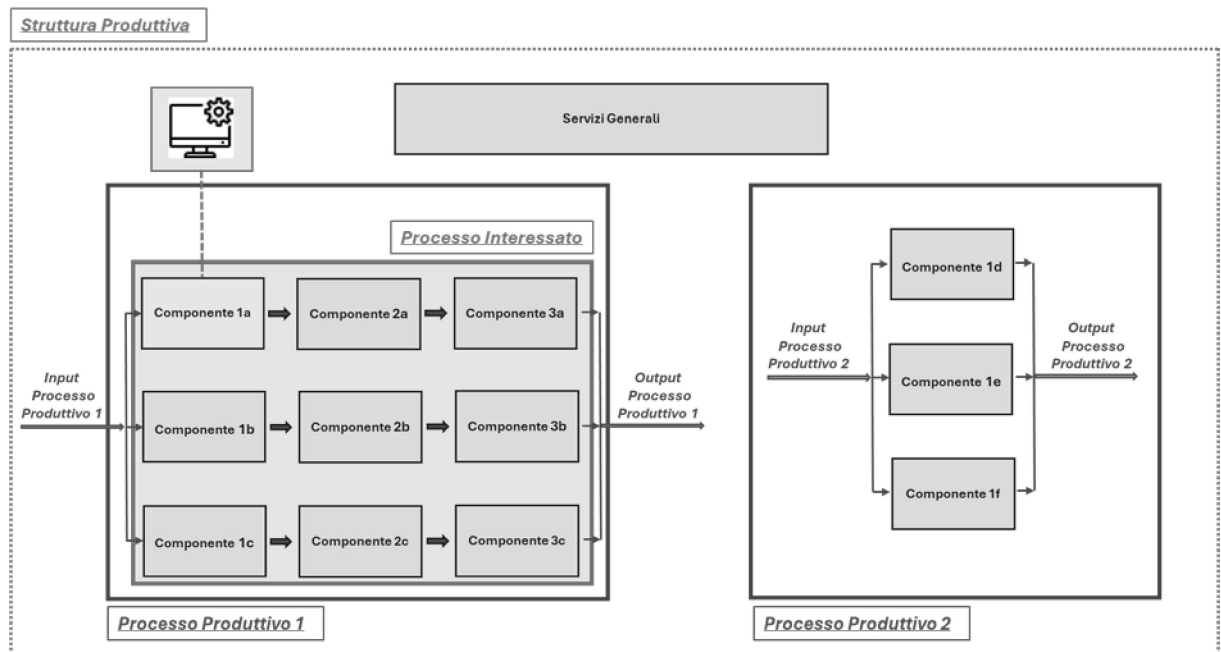 Struttura Produttiva
Servizi Generali
Processo Interessato
Componente 1a
Componente 2a
Componente 3a
Input
Processo
Produttivo 1
Componente 1b
Componente 2b
Componente 3b
Output
Processo
Produttivo 1
Componente 1c
Componente 2c
Componente 3c
Processo Produttivo 1
Componente 1d
Input
Processo
Produttivo 2
Componente 1e
Output
Processo
Produttivo 2
Componente 1f
Processo Produttivo 2